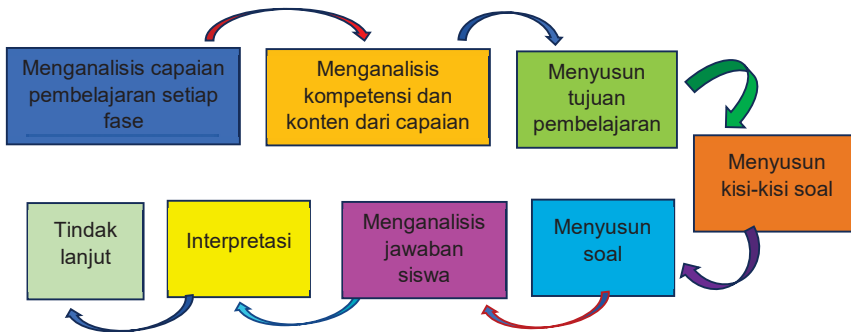 Menganalisis capaian
pembelajaran setiap
fase
Menganalisis
kompetensi dan
konten dari capaian
Menyusun
tujuan
pembelajaran
Menyusun
kisi-kisi soal
Menyusun
soal
Menganalisis
jawaban
siswa
Interpretasi
Tindak
lanjut